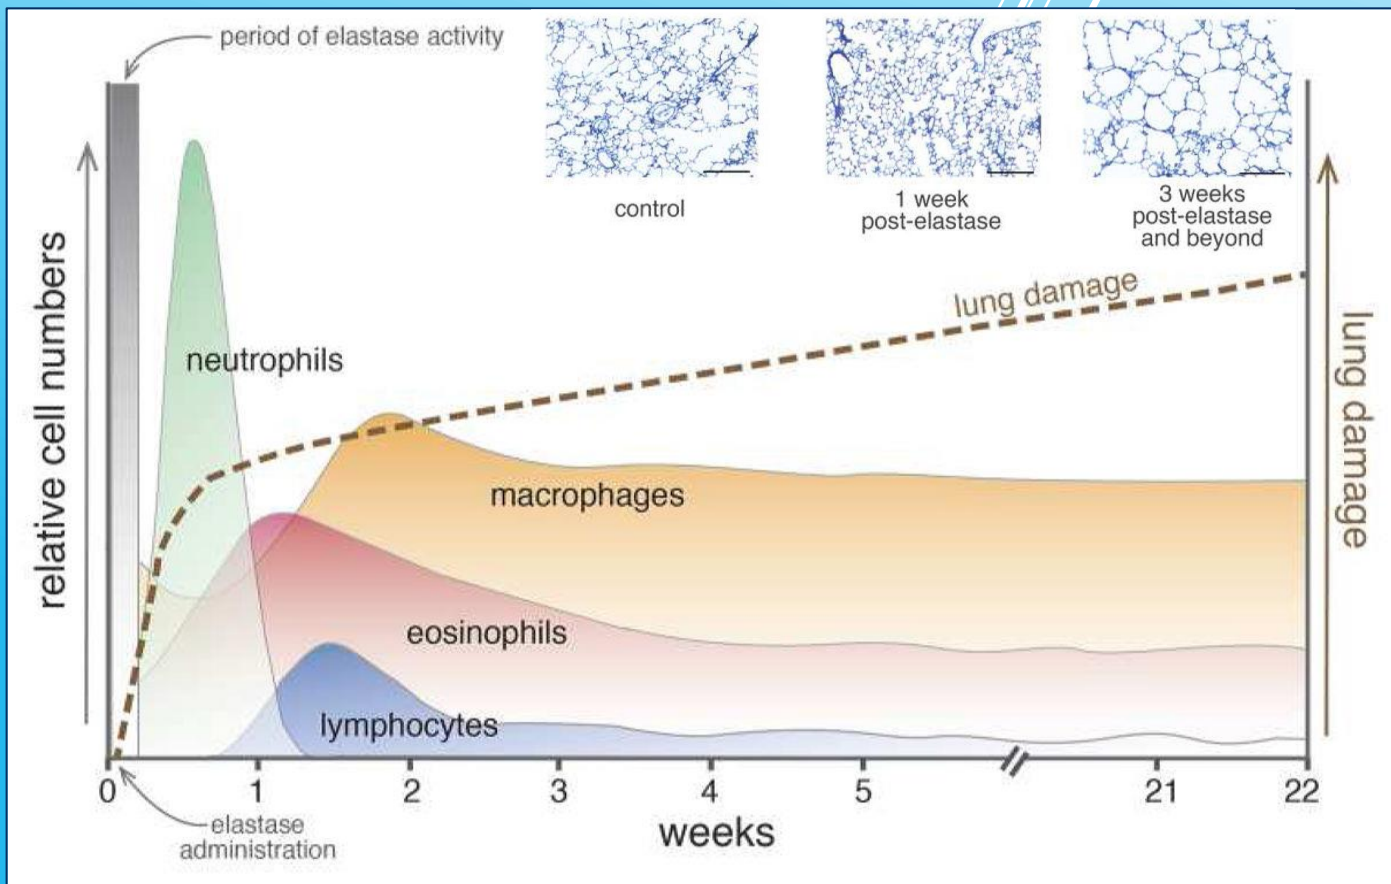 period of elastase activity
control
1 week
post-elastase
3 weeks
post-elastase
and beyond
relative cell numbers
neutrophils
lung damage
macrophages
eosinophils
lymphocytes
lung damage
0
1
2
3
4
5
21
22
elastase
administration
weeks